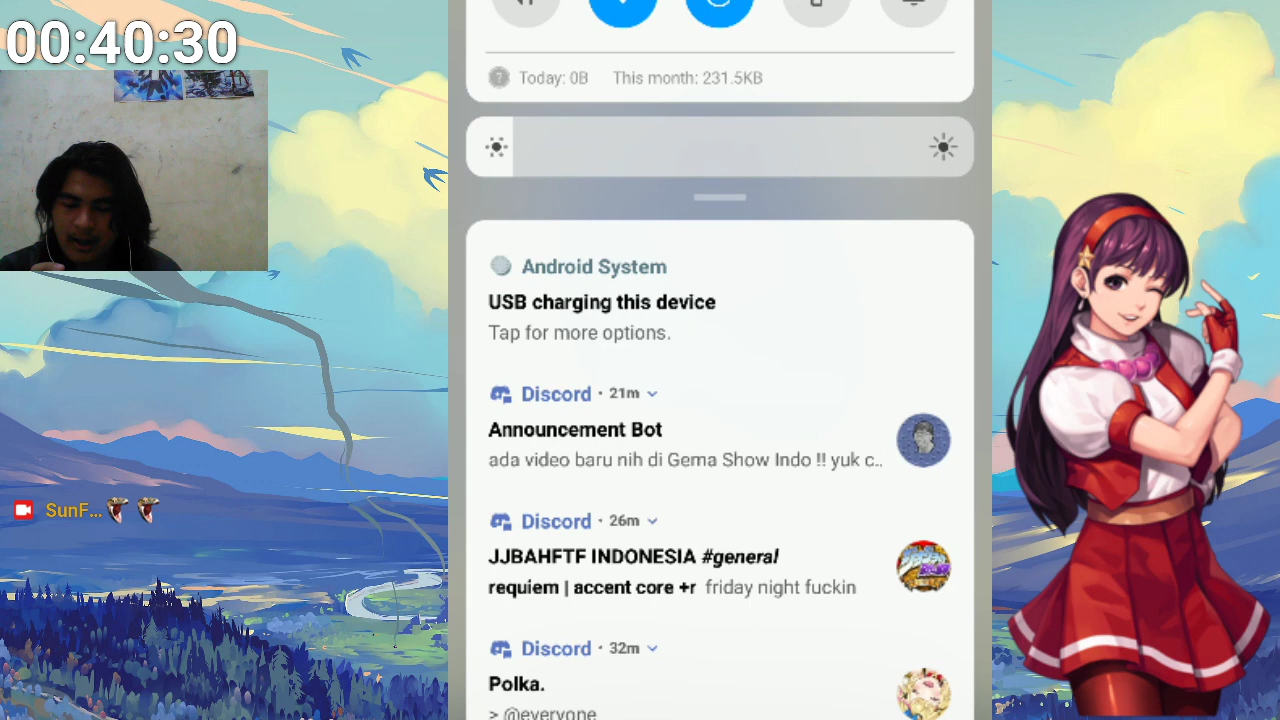 00:40:30
Today: 0B This month: 231.5KB
Android System
USB charging this device
Tap for more options.
Discord · 21m
Announcement Bot
ada video baru nih di Gema Show Indo !! yuk c..
SunF...
Discord · 26m
JJBAHFTF INDONESIA #general
requiem | accent core +r friday night fuckin
Discord · 32m
Polka.
> @everyone